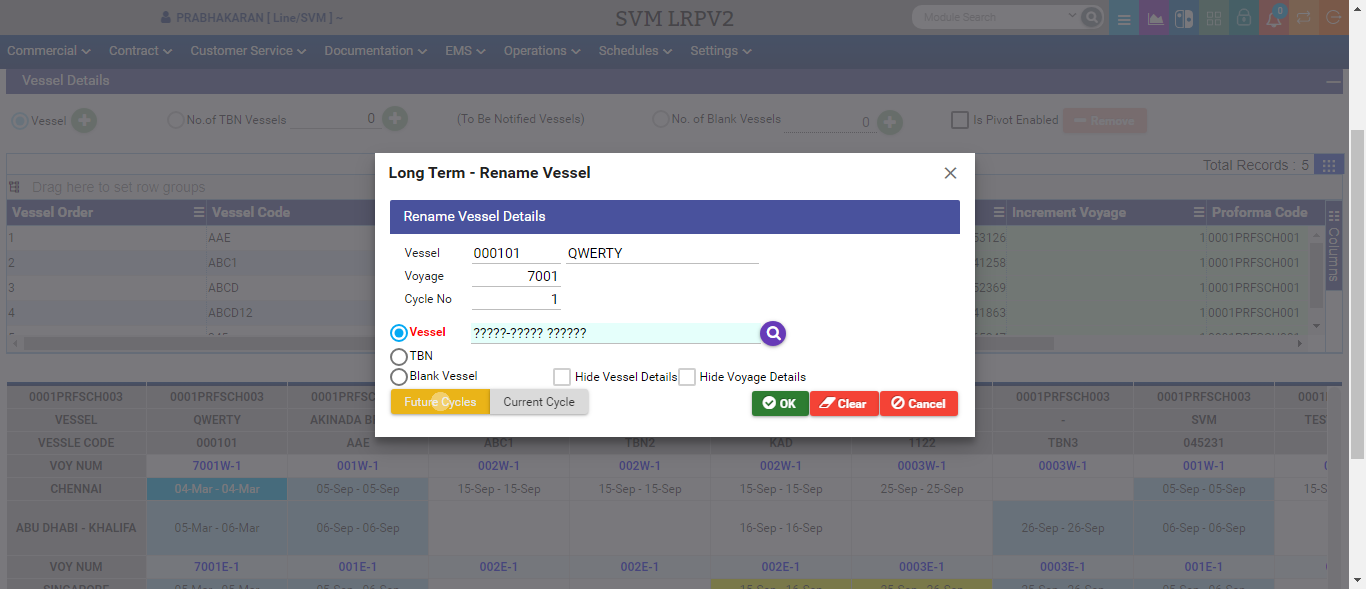 PRABHAKARAN [ Line/SVM ] ~
SVM LRPV2
Module Search
0
Commercial
Contract
Customer Service
Documentation
EMS
Operations
Schedules
Settings
Vessel Details
Vessel
No.of TBN Vessels
0
(To Be Notified Vessels)
No. of Blank Vessels
0
Is Pivot Enabled
Remove
Total Records : 5
Drag here to set row groups
Vessel Order
Vessel Code
Increment Voyage
Proforma Code
Columns
1 AAE 53126 1 0001PRFSCH001
2 ABC1 41258 1 0001PRFSCH001
3 ABCD 52369 1 0001PRFSCH001
4 ABCD12 41863 1 0001PRFSCH001
Long Term - Rename Vessel
Rename Vessel Details
Vessel 000101 QWERTY
Voyage 7001
Cycle No 1
Vessel ?????-????? ??????
TBN
Blank Vessel
Hide Vessel Details
Hide Voyage Details
Future Cycles
Current Cycle
OK
Clear
Cancel
0001PRFSCH003 0001PRFSCH003 0001PRFSC 0001PRFSCH003 0001PRFSCH003 0001
VESSEL QWERTY AKINADA B - SVM TES
VESSLE CODE 000101 AAE ABC1 TBN2 KAD 1122 TBN3 045231
VOY NUM 7001W-1 001W-1 002W-1 002W-1 002W-1 0003W-1 0003W-1 001W-1
CHENNAI 04-Mar - 04-Mar 05-Sep - 05-Sep 15-Sep - 15-Sep 15-Sep - 15-Sep 15-Sep - 15-Sep 25-Sep - 25-Sep 05-Sep - 05-Sep 15-S
ABU DHABI - KHALIFA 05-Mar - 06-Mar 06-Sep - 06-Sep 16-Sep - 16-Sep 26-Sep - 26-Sep 06-Sep - 06-Sep
VOY NUM 7001E-1 001E-1 002E-1 002E-1 002E-1 0003E-1 0003E-1 001E-1
SINGAPORE